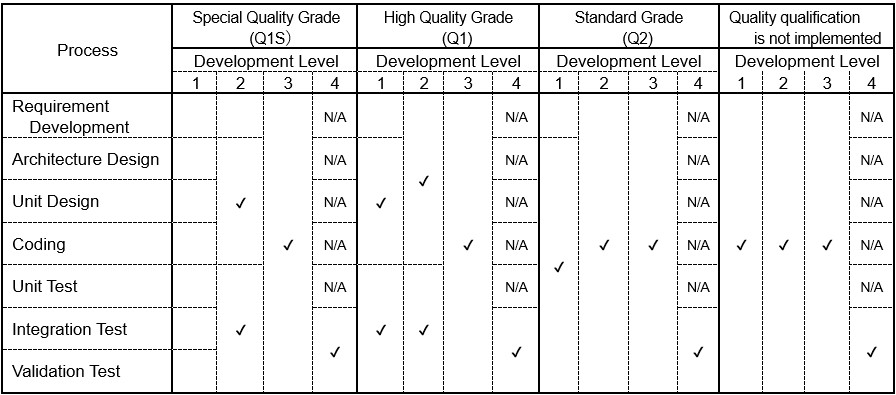 Process
Special Quality Grade
(Q1S)
High Quality Grade
(Q1)
Standard Grade
(Q2)
Quality qualification
is not implemented
Development Level
Development Level
Development Level
Development Level
1 2 3 4 1 2 3 4 1 2 3 4 1 2 3 4
Requirement
Development
N/A N/A N/A N/A
Architecture Design N/A N/A N/A N/A
✓
Unit Design ✓ N/A ✓ N/A N/A N/A
Coding ✓ N/A ✓ N/A ✓ ✓ N/A ✓ ✓ ✓ N/A
✓
Unit Test N/A N/A N/A N/A
Integration Test ✓ ✓ ✓
✓ ✓ ✓ ✓
Validation Test